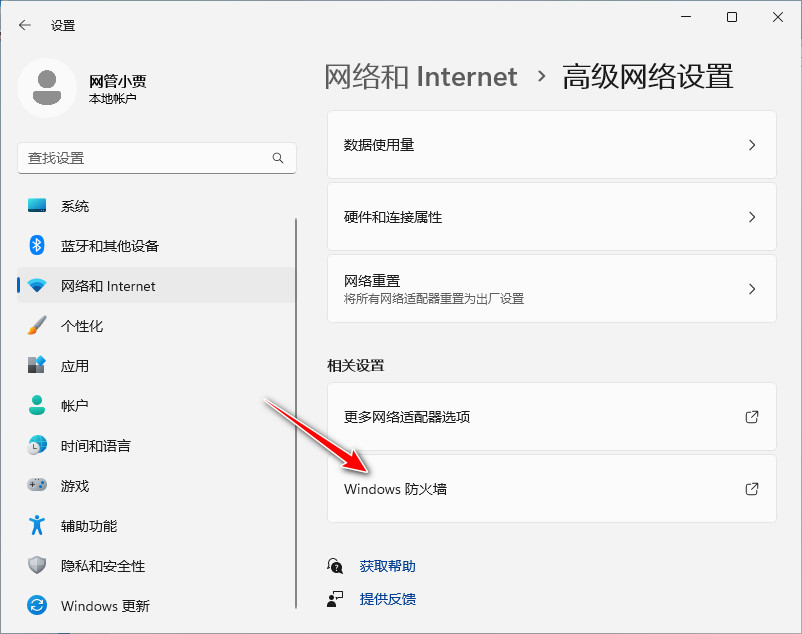 设置
网管小贾
本地帐户
查找设置
系统
蓝牙和其他设备
网络和 Internet
个性化
应用
帐户
时间和语言
游戏
辅助功能
隐私和安全性
Windows 更新
网络和 Internet › 高级网络设置
数据使用量
硬件和连接属性
网络重置
将所有网络适配器重置为出厂设置
相关设置
更多网络适配器选项
Windows 防火墙
获取帮助
提供反馈